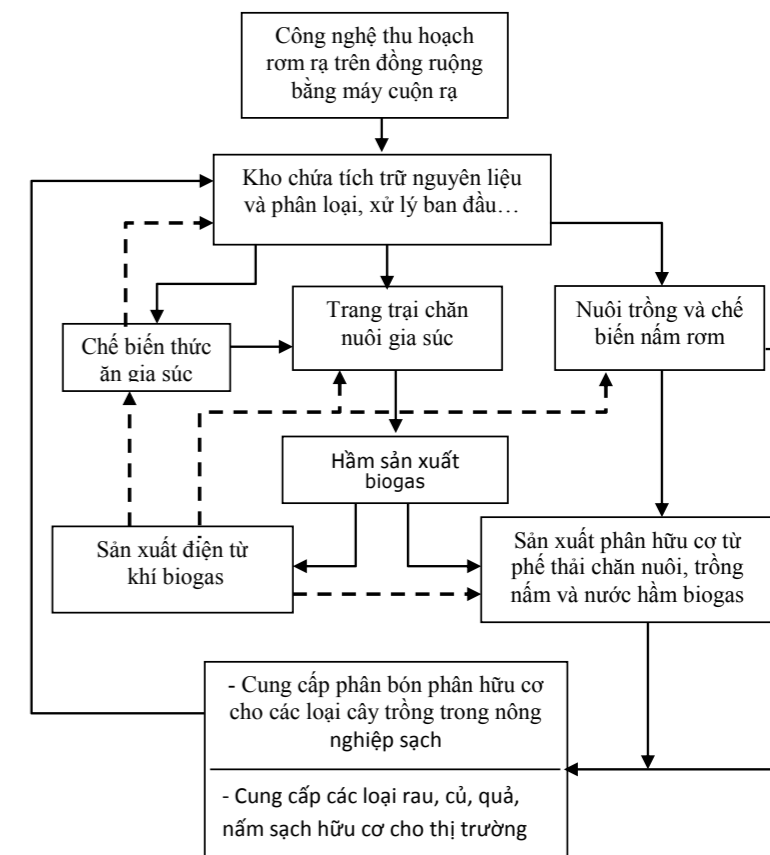 Công nghệ thu hoạch
rơm rạ trên đồng ruộng
bằng máy cuộn rạ
Kho chứa tích trữ nguyên liệu
và phân loại, xử lý ban đầu…
Chế biến thức
ăn gia súc
Trang trại chăn
nuôi gia súc
Nuôi trồng và chế
biến nấm rơm
Hầm sản xuất
biogas
Sản xuất điện từ
khí biogas
Sản xuất phân hữu cơ từ
phế thải chăn nuôi, trồng
nấm và nước hầm biogas
- Cung cấp phân bón phân hữu cơ
cho các loại cây trồng trong nông
nghiệp sạch
- Cung cấp các loại rau, củ, quả,
nấm sạch hữu cơ cho thị trường